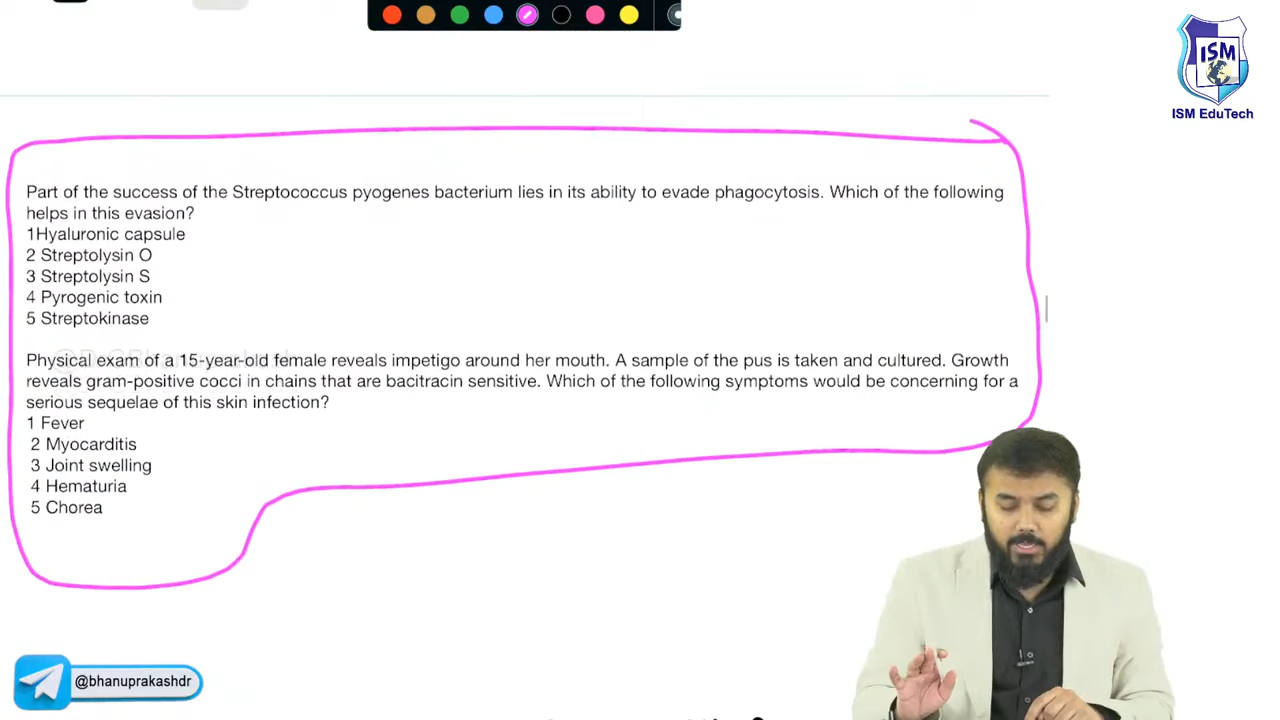 ISM
ISM EduTech
Part of the success of the Streptococcus pyogenes bacterium lies in its ability to evade phagocytosis. Which of the following
helps in this evasion?
1Hyaluronic capsule
2 Streptolysin O
3 Streptolysin S
4 Pyrogenic toxin
5 Streptokinase
Physical exam of a 15-year-old female reveals impetigo around her mouth. A sample of the pus is taken and cultured. Growth
reveals gram-positive cocci in chains that are bacitracin sensitive. Which of the following symptoms would be concerning for a
serious sequelae of this skin infection?
1 Fever
2 Myocarditis
3 Joint swelling
4 Hematuria
5 Chorea
@bhanuprakashdr